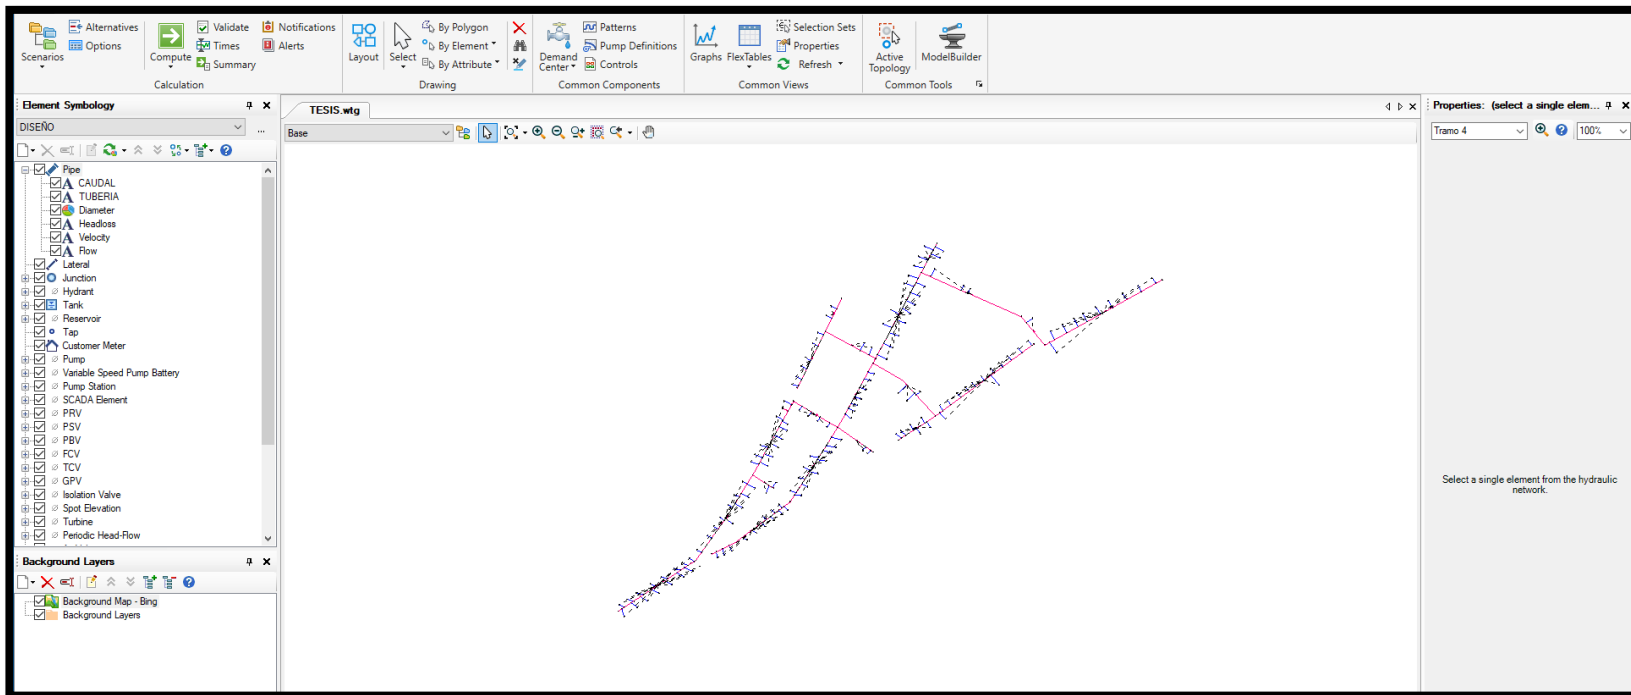 Scenarios
Alternatives
Options
Compute
Validate
Times
Summary
Notifications
Alerts
Calculation
Layout
Select
By Polygon
By Element
By Attribute
Drawing
Demand Center
Patterns
Pump Definitions
Controls
Common Components
Graphs
FlexTables
Selection Sets
Properties
Refresh
Common Views
Active Topology
ModelBuilder
Common Tools
Element Symbology
DISEÑO
...
Pipe
CAUDAL
TUBERIA
Diameter
Headloss
Velocity
Flow
Lateral
Junction
Hydrant
Tank
Reservoir
Tap
Customer Meter
Pump
Variable Speed Pump Battery
Pump Station
SCADA Element
PRV
PSV
PBV
FCV
TCV
GPV
Isolation Valve
Spot Elevation
Turbine
Periodic Head-Flow
Background Layers
Background Map - Bing
Background Layers
TESIS.wtg
Base
Properties: (select a single elem...
Tramo 4
100%
Select a single element from the hydraulic
network.